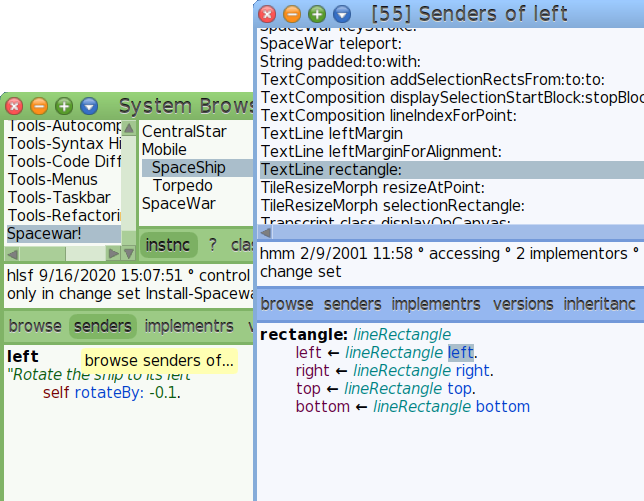 System Brows
Tools-Autocomp
Tools-Syntax Hi
Tools-Code Diff
Tools-Menus
Tools-Taskbar
Tools-Refactorin
Spacewar!
CentralStar
Mobile
SpaceShip
Torpedo
SpaceWar
instnc ? clas
hlsf 9/16/2020 15:07:51 ° control
only in change set Install-Spacewa
browse senders implementrs v
left
browse senders of...
"Rotate the ship to its left"
self rotateBy: -0.1.
[55] Senders of left
SpaceWar keyStroke:
SpaceWar teleport:
String padded:to:with:
TextComposition addSelectionRectsFrom:to:to:
TextComposition displaySelectionStartBlock:stopBloc
TextComposition lineIndexForPoint:
TextLine leftMargin
TextLine leftMarginForAlignment:
TextLine rectangle:
TileResizeMorph resizeAtPoint:
TileResizeMorph selectionRectangle:
Transcript class displayOnCanvas:
hmm 2/9/2001 11:58 ° accessing ° 2 implementors °
change set
browse senders implementrs versions inheritanc
rectangle: lineRectangle
left ← lineRectangle left.
right ← lineRectangle right.
top ← lineRectangle top.
bottom ← lineRectangle bottom